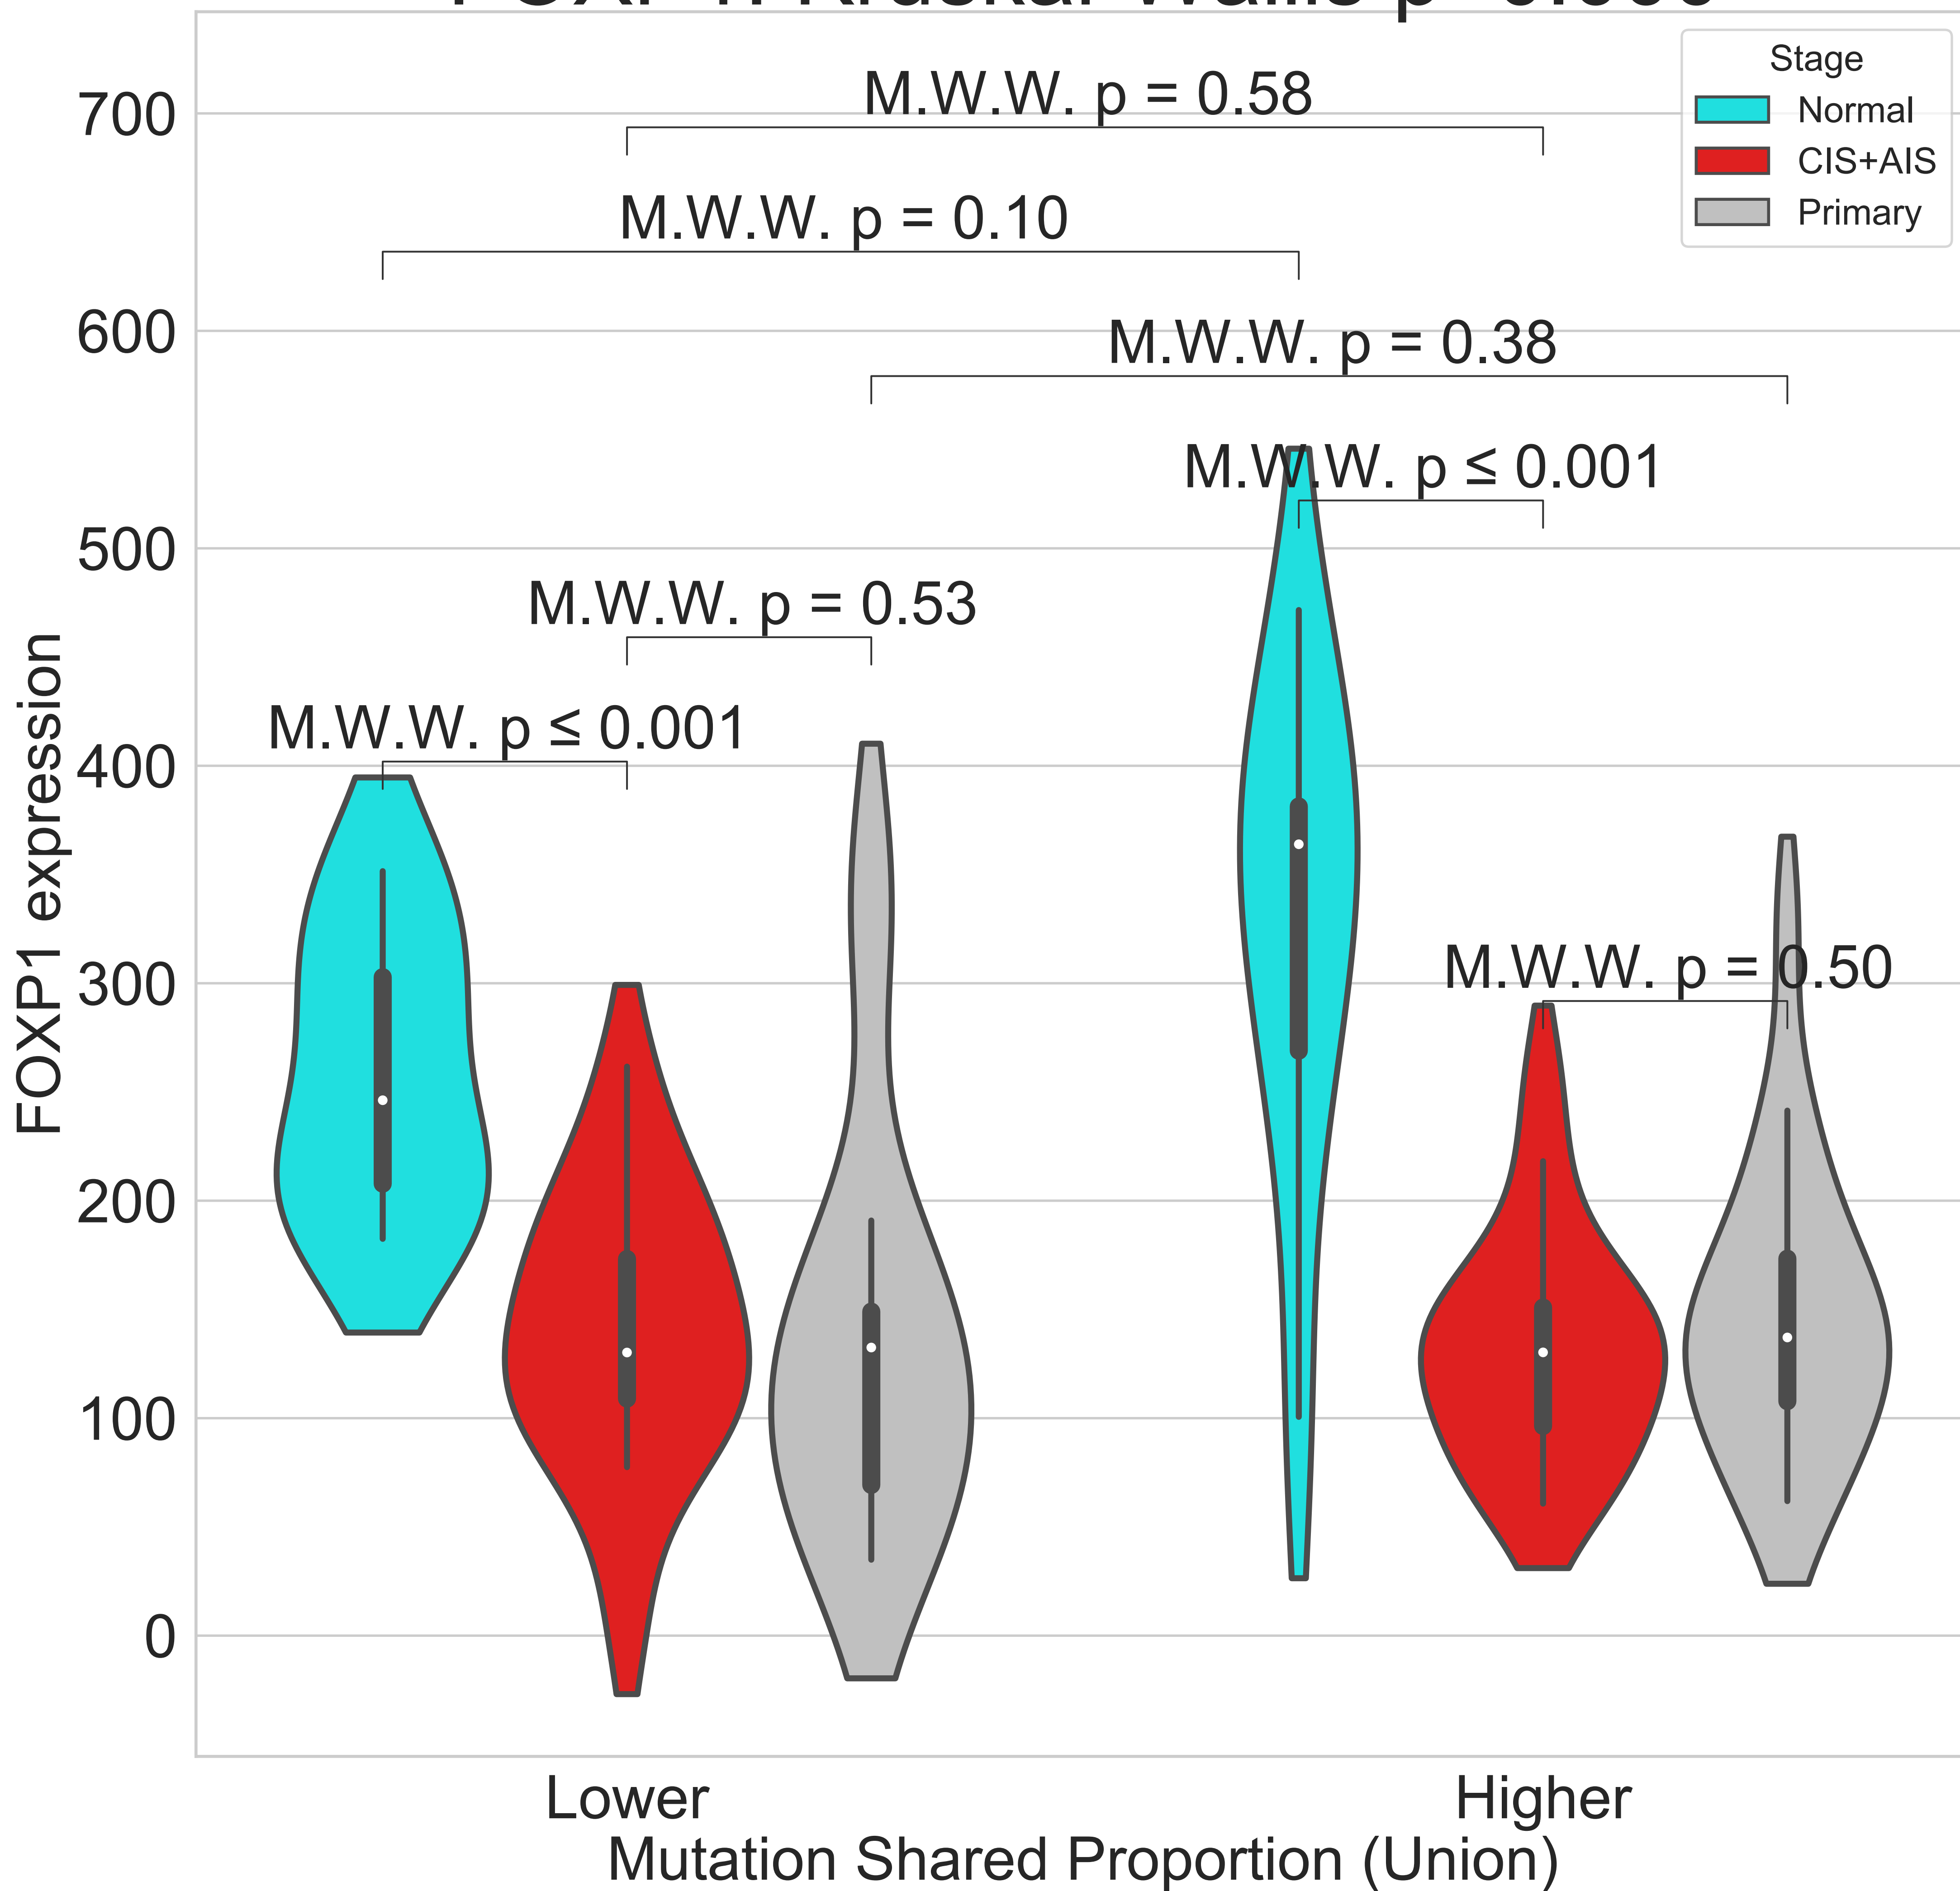 Stage
Normal
CIS+AIS
Primary
M.W.W. p = 0.58
M.W.W. p = 0.10
M.W.W. p = 0.38
M.W.W. p ≤ 0.001
M.W.W. p = 0.53
M.W.W. p ≤ 0.001
M.W.W. p = 0.50
700
600
500
400
300
200
100
0
FOXP1 expression
Lower
Higher
Mutation Shared Proportion (Union)